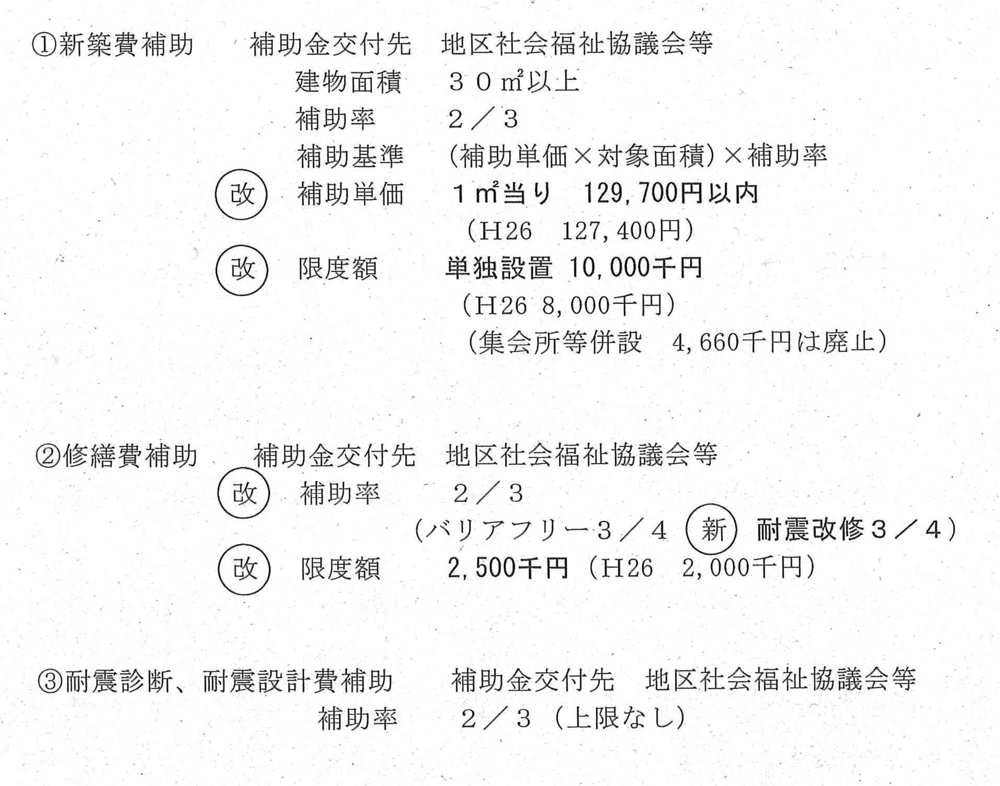 ①新築費補助　　補助金交付先　地区社会福祉協議会等
建物面積　　３０㎡以上
補助率　　２／３
補助基準　　(補助単価×対象面積)×補助率
改　補助単価　　１㎡当り　129,700円以内
（H26　127,400円）
改　限度額　　単独設置 10,000千円
（H26 8,000千円）
（集会所等併設　4,660千円は廃止）
②修繕費補助　　補助金交付先　地区社会福祉協議会等
改　補助率　　２／３
（バリアフリー３／４ 新 耐震改修３／４）
改　限度額　　2,500千円（H26　2,000千円）
③耐震診断、耐震設計費補助　　補助金交付先　地区社会福祉協議会等
補助率　　２／３（上限なし）